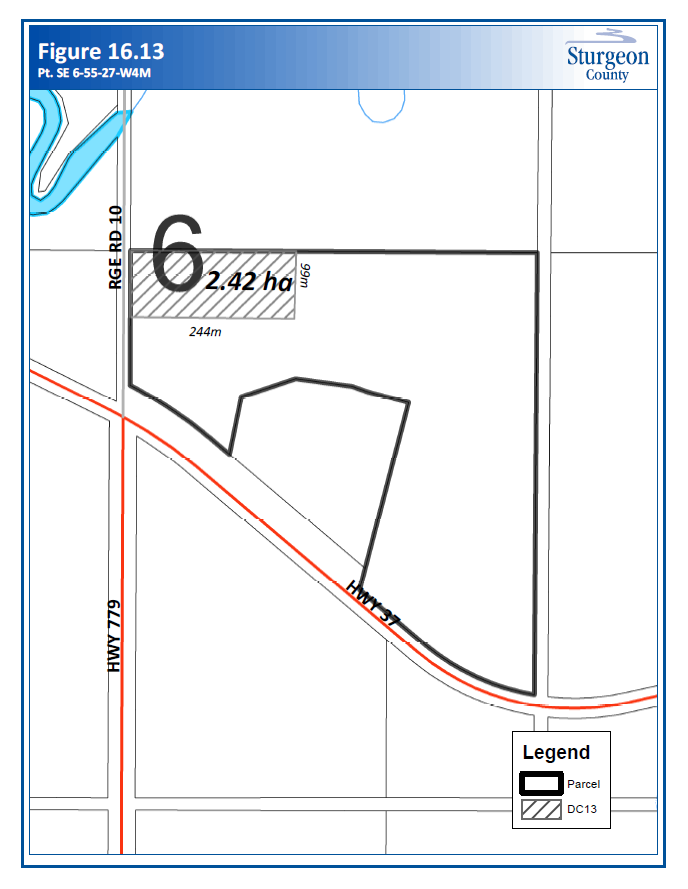 Figure 16.13
Pt. SE 6-55-27-W4M
Sturgeon
County
RGE RD 10
6
2.42 ha
99m
244m
HWY 37
HWY 779
Legend
Parcel
DC13